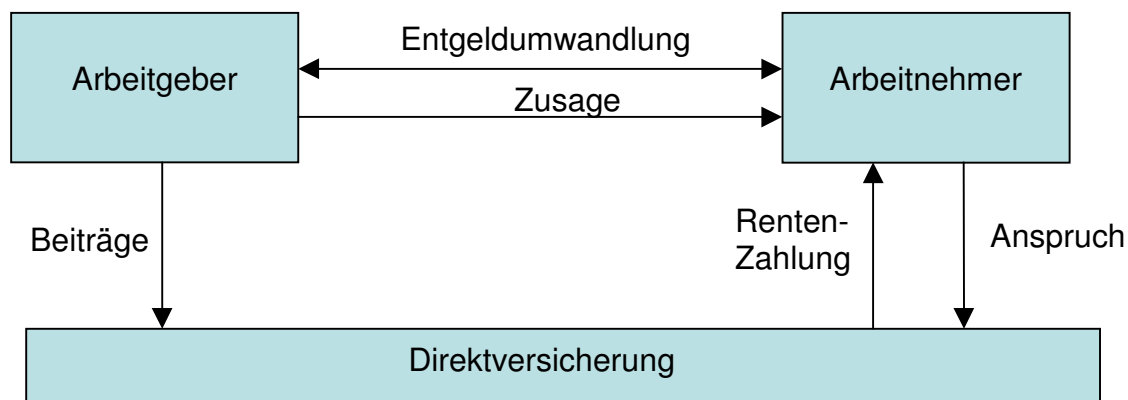 Entgeldumwandlung
Arbeitgeber
Arbeitnehmer
Zusage
Beiträge
Renten-
Zahlung
Anspruch
Direktversicherung